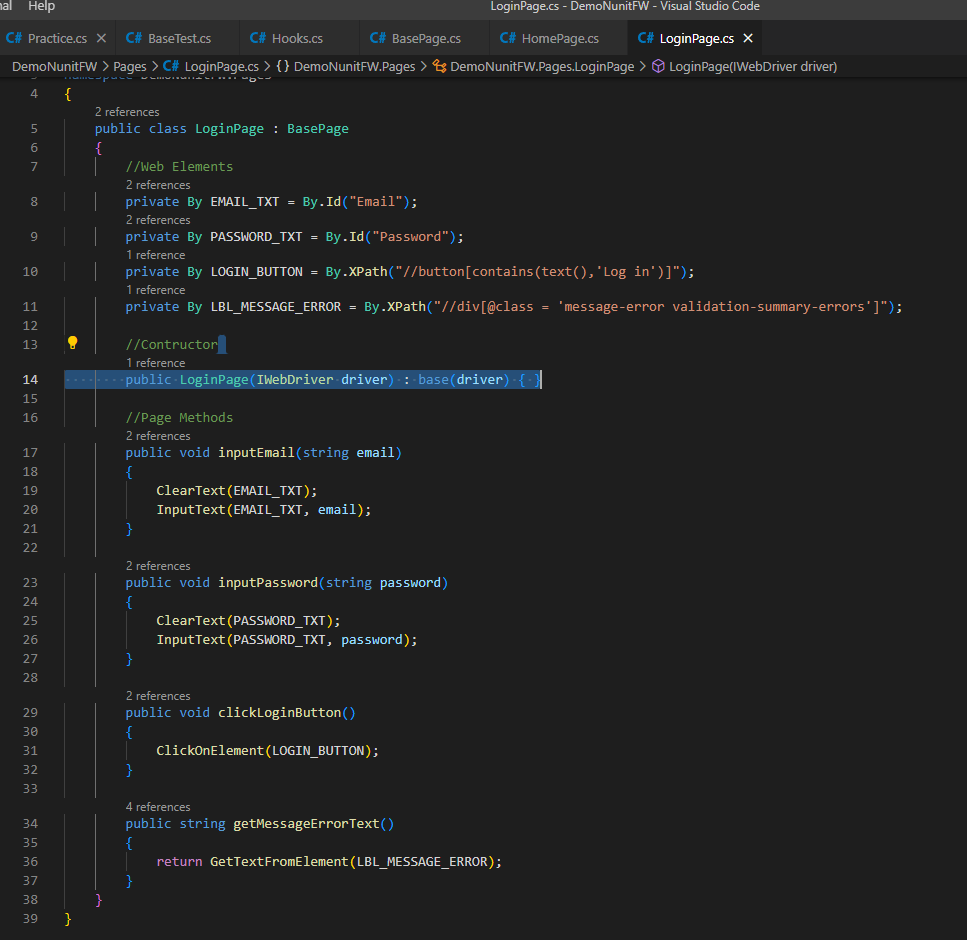 Help
LoginPage.cs - DemoNunitFW - Visual Studio Code
C# Practice.cs × C# BaseTest.cs C# Hooks.cs C# BasePage.cs C# HomePage.cs C# LoginPage.cs ×
DemoNunitFW > Pages > C# LoginPage.cs > {} DemoNunitFW.Pages > DemoNunitFW.Pages.LoginPage > LoginPage(IWebDriver driver)
4 {
2 references
5 public class LoginPage : BasePage
6 {
7 //Web Elements
2 references
8 private By EMAIL_TXT = By.Id("Email");
2 references
9 private By PASSWORD_TXT = By.Id("Password");
1 reference
10 private By LOGIN_BUTTON = By.XPath("//button[contains(text(),'Log in')]");
1 reference
11 private By LBL_MESSAGE_ERROR = By.XPath("//div[@class = 'message-error validation-summary-errors']");
12
13 //Contructor
1 reference
14 public LoginPage(IWebDriver driver) : base(driver) { }
15
16 //Page Methods
2 references
17 public void inputEmail(string email)
18 {
19 ClearText(EMAIL_TXT);
20 InputText(EMAIL_TXT, email);
21 }
22
2 references
23 public void inputPassword(string password)
24 {
25 ClearText(PASSWORD_TXT);
26 InputText(PASSWORD_TXT, password);
27 }
28
2 references
29 public void clickLoginButton()
30 {
31 ClickOnElement(LOGIN_BUTTON);
32 }
33
4 references
34 public string getMessageErrorText()
35 {
36 return GetTextFromElement(LBL_MESSAGE_ERROR);
37 }
38 }
39 }